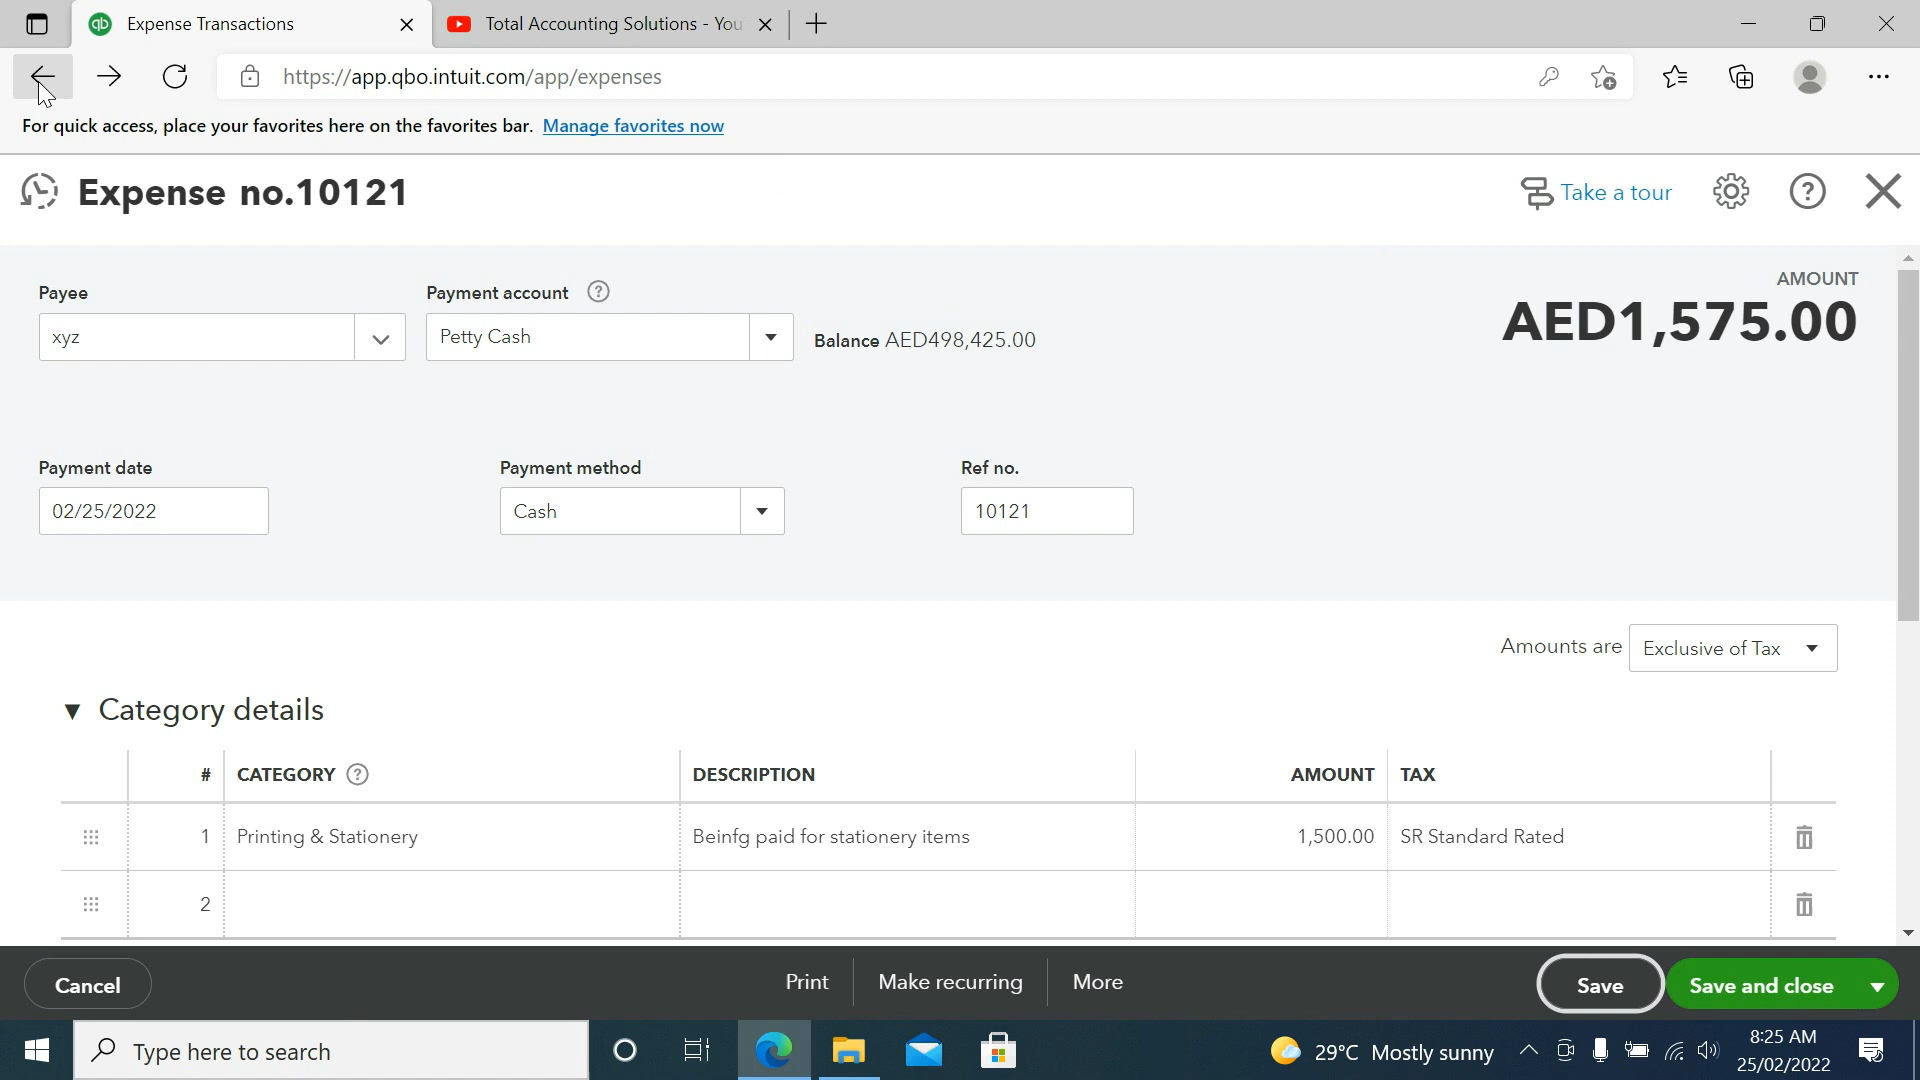 Expense Transactions
Total Accounting Solutions - You
https://app.qbo.intuit.com/app/expenses
For quick access, place your favorites here on the favorites bar. Manage favorites now
Expense no.10121
Take a tour
Payee
Payment account
AMOUNT
xyz
Petty Cash
Balance AED498,425.00
AED1,575.00
Payment date
Payment method
Ref no.
02/25/2022
Cash
10121
Amounts are Exclusive of Tax
Category details
# CATEGORY DESCRIPTION AMOUNT TAX
1 Printing & Stationery Beinfg paid for stationery items 1,500.00 SR Standard Rated
2
Cancel Print Make recurring More Save Save and close
Type here to search
29°C Mostly sunny
8:25 AM
25/02/2022